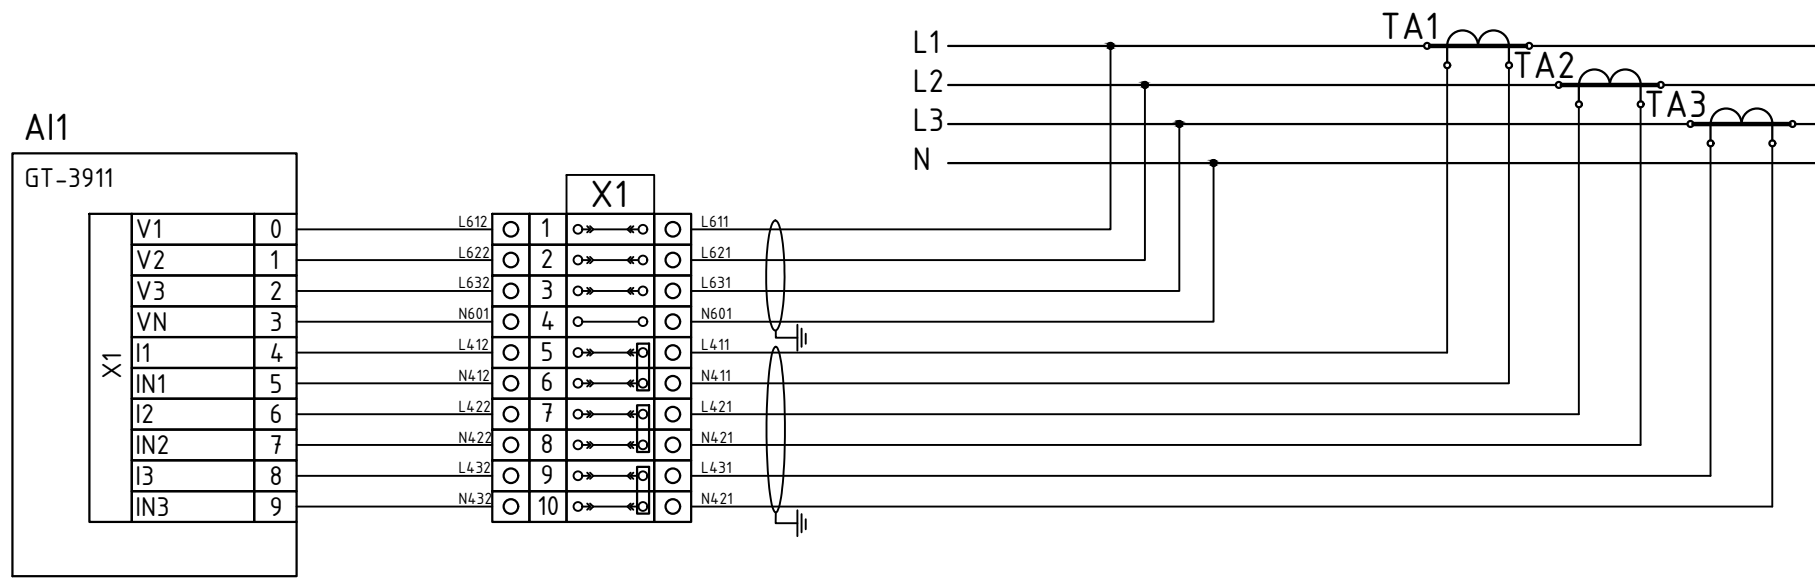 L1
TA1
L2
TA2
L3
TA3
N
AI1
GT-3911
X1
X1
V1 0 L612 1 L611
V2 1 L622 2 L621
V3 2 L632 3 L631
VN 3 N601 4 N601
I1 4 L412 5 L411
IN1 5 N412 6 N411
I2 6 L422 7 L421
IN2 7 N422 8 N421
I3 8 L432 9 L431
IN3 9 N432 10 N421